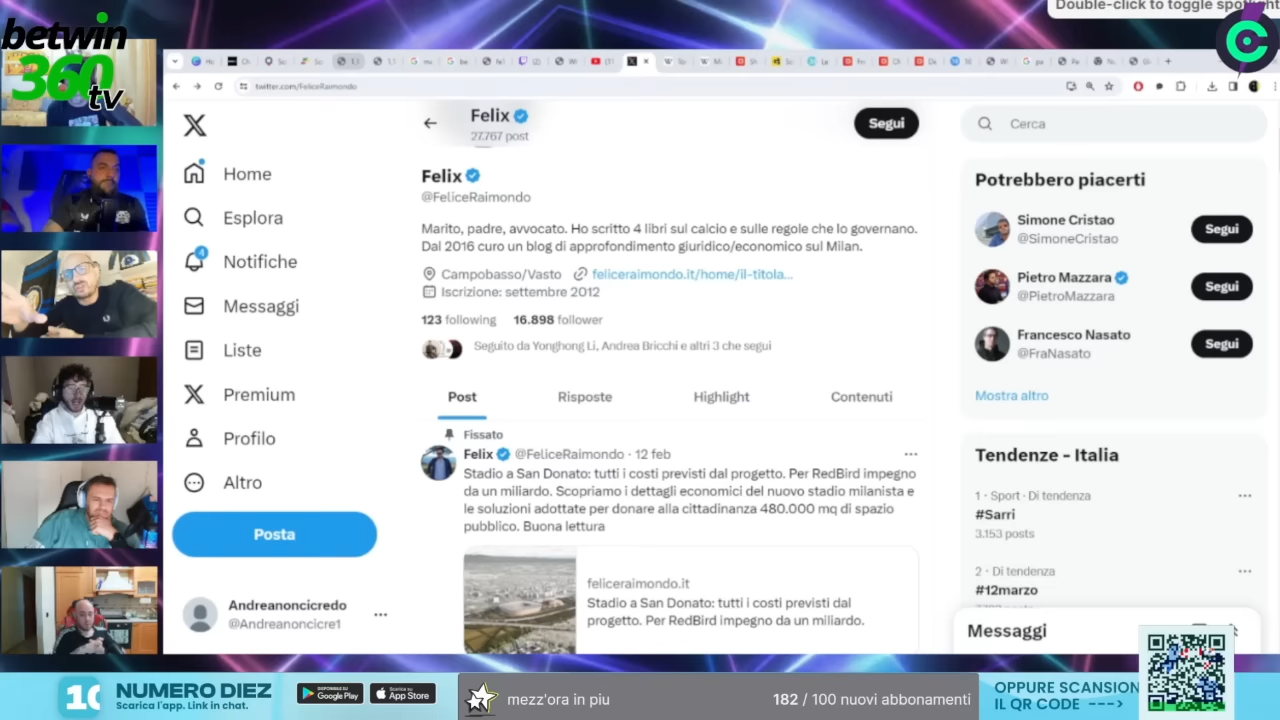 Double-click to toggle spotlight
betwin
360
tv
twitter.com/FeliceRaimondo
Felix
27.767 post
Segui
Cerca
Home
Esplora
4
Notifiche
Messaggi
Liste
Premium
Profilo
Altro
Posta
Andreanoncicredo
@Andreanoncicre1
Felix
@FeliceRaimondo
Marito, padre, avvocato. Ho scritto 4 libri sul calcio e sulle regole che lo governano.
Dal 2016 curo un blog di approfondimento giuridico/economico sul Milan.
Campobasso/Vasto feliceraimondo.it/home/il-titola...
Iscrizione: settembre 2012
123 following 16.898 follower
Seguito da Yonghong Li, Andrea Bricchi e altri 3 che segui
Post Risposte Highlight Contenuti
Fissato
Felix @FeliceRaimondo · 12 feb
Stadio a San Donato: tutti i costi previsti dal progetto. Per RedBird impegno
da un miliardo. Scopriamo i dettagli economici del nuovo stadio milanista e
le soluzioni adottate per donare alla cittadinanza 480.000 mq di spazio
pubblico. Buona lettura
feliceraimondo.it
Stadio a San Donato: tutti i costi previsti dal
progetto. Per RedBird impegno da un miliardo.
Potrebbero piacerti
Simone Cristao
@SimoneCristao
Segui
Pietro Mazzara
@PietroMazzara
Segui
Francesco Nasato
@FraNasato
Segui
Mostra altro
Tendenze - Italia
1 · Sport · Di tendenza
#Sarri
3.153 posts
2 · Di tendenza
#12marzo
Messaggi
NUMERO DIEZ
Scarica l'app. Link in chat.
DISPONIBILE SU
Google Play
Scarica su
App Store
mezz'ora in piu
182 / 100 nuovi abbonamenti
OPPURE SCANSION
IL QR CODE --->